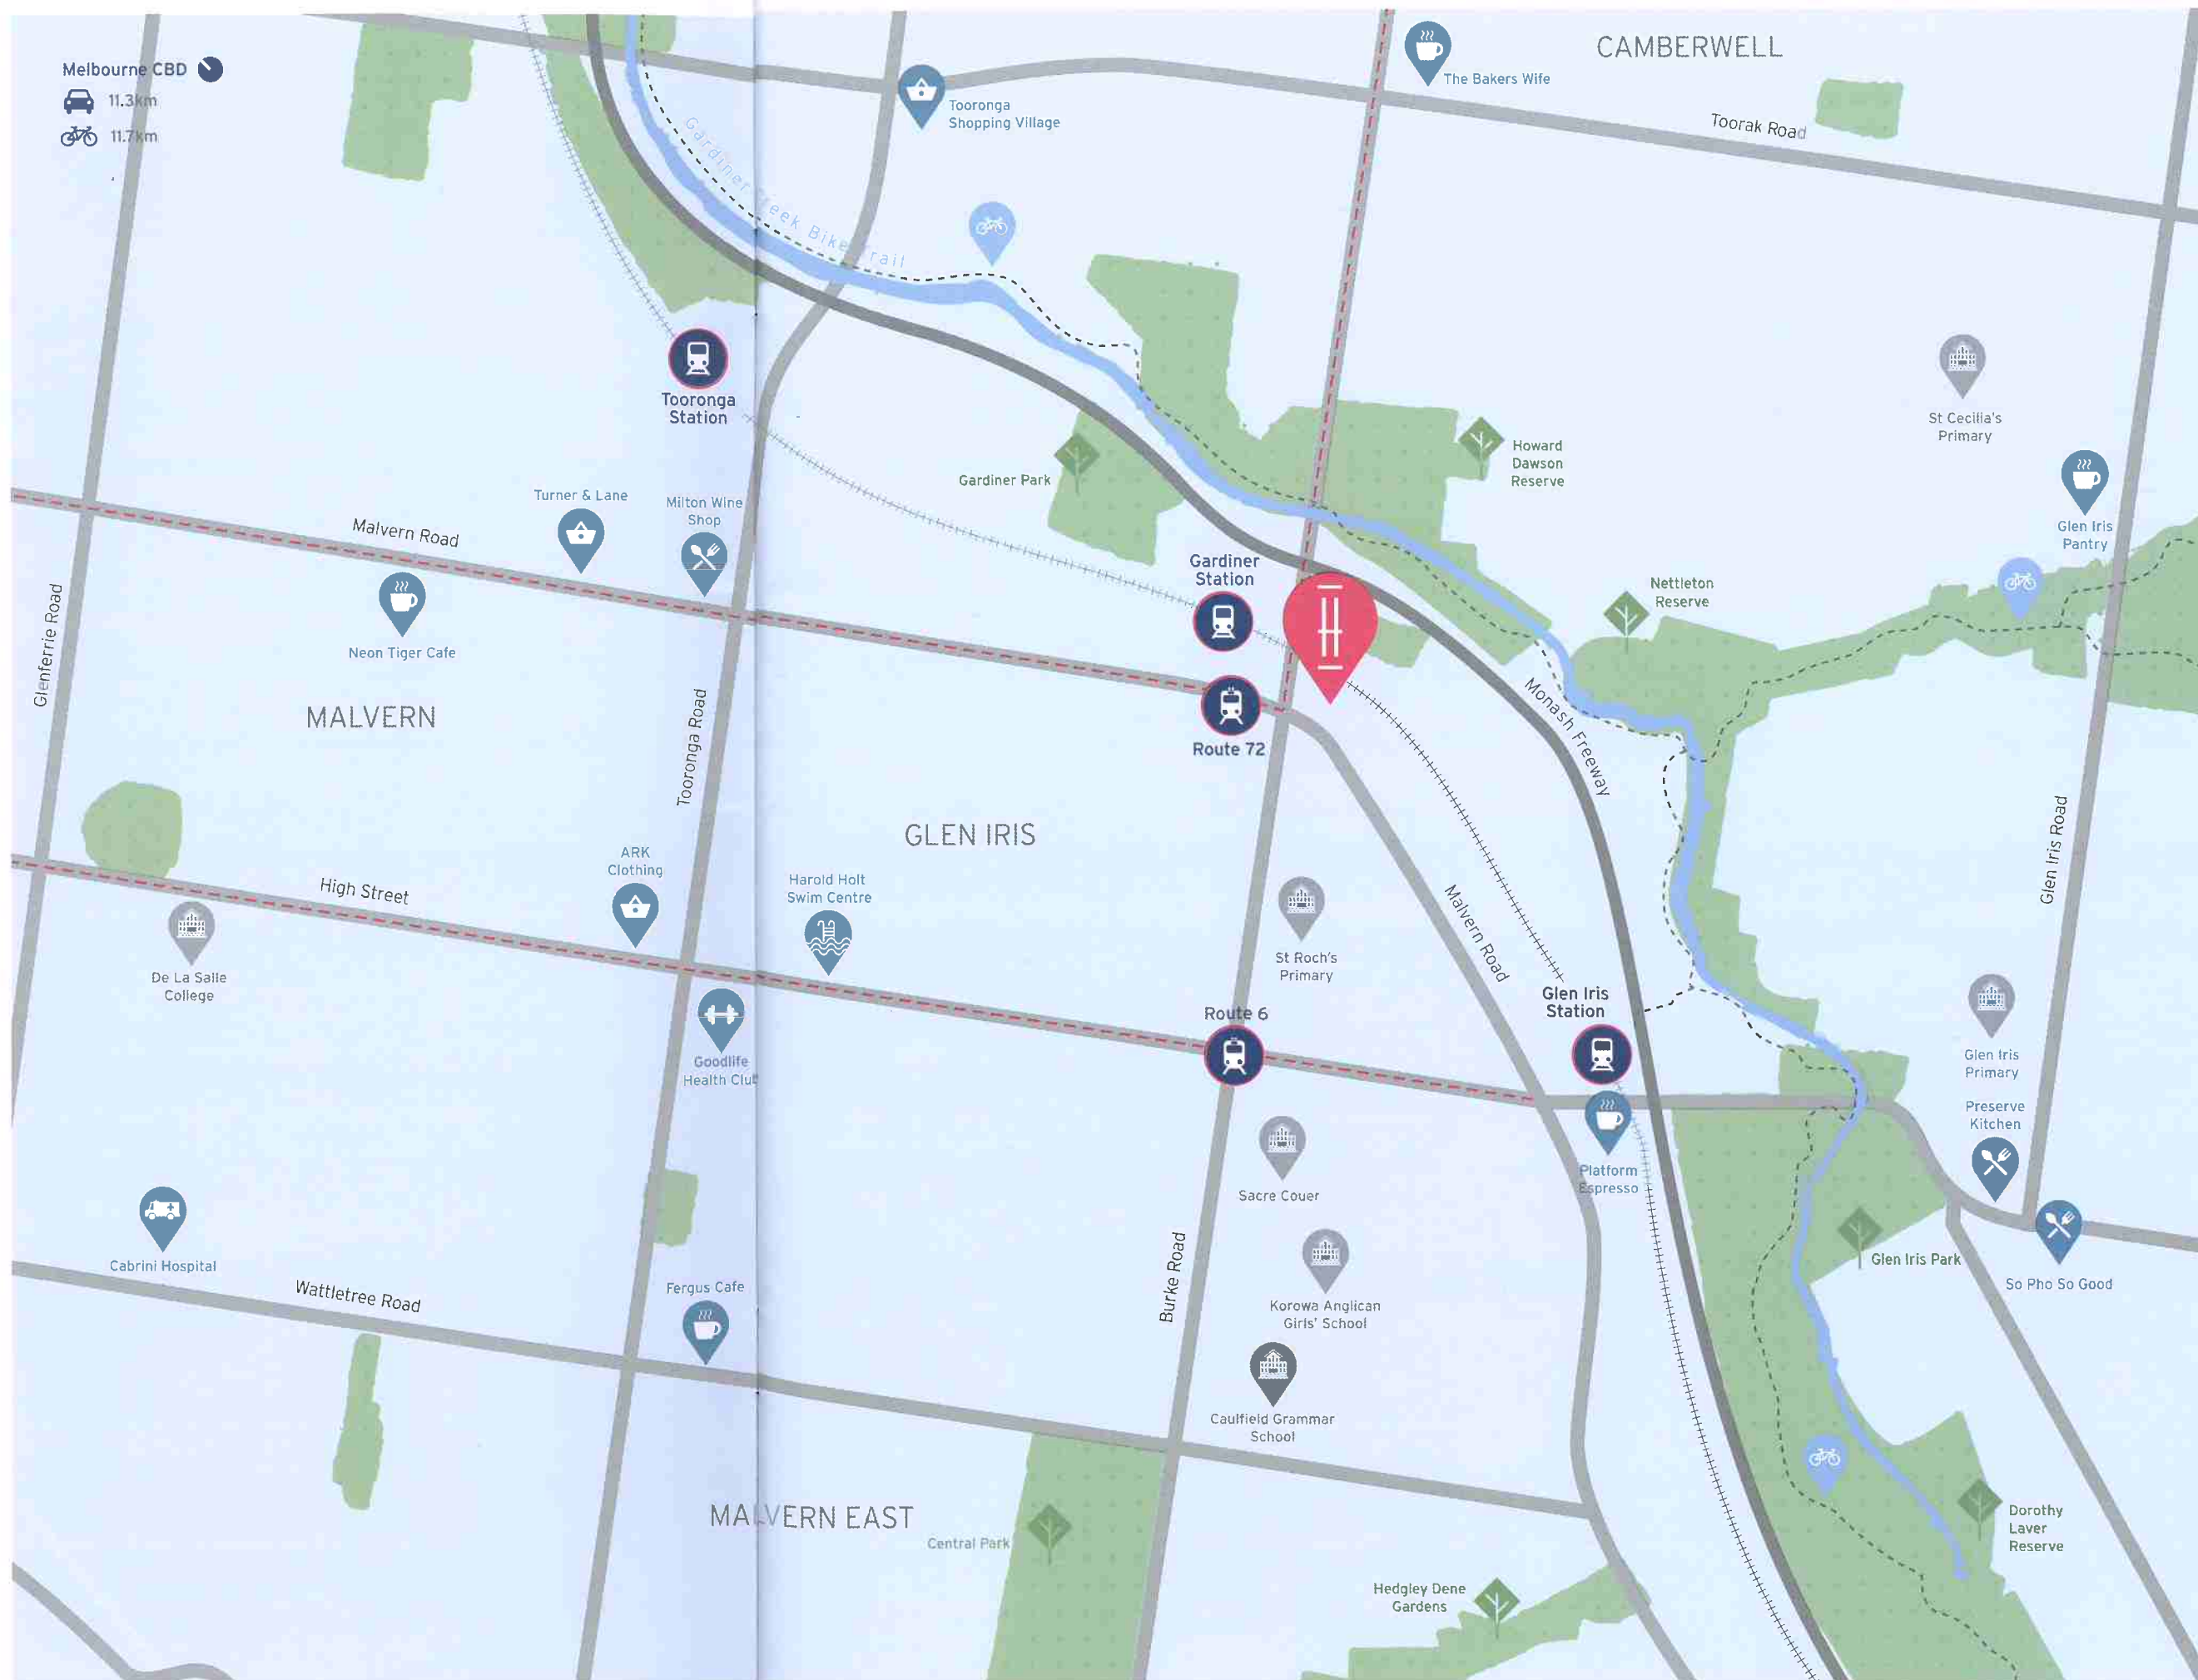 Melbourne CBD
11.3km
11.7km
CAMBERWELL
The Bakers Wife
Toorak Road
Tooronga
Shopping Village
Gardiner Creek Bike Trail
Tooronga
Station
St Cecilia's
Primary
Howard
Dawson
Reserve
Gardiner Park
Glen Iris
Pantry
Turner & Lane
Milton Wine
Shop
Malvern Road
Gardiner
Station
Nettleton
Reserve
Glenferrie Road
Neon Tiger Cafe
MALVERN
Tooronga Road
Route 72
Monash Freeway
GLEN IRIS
Glen Iris Road
ARK
Clothing
High Street
Harold Holt
Swim Centre
Malvern Road
De La Salle
College
St Roch's
Primary
Glen Iris
Station
Route 6
Goodlife
Health Club
Glen Iris
Primary
Preserve
Kitchen
Platform
Espresso
Sacre Couer
Cabrini Hospital
Glen Iris Park
So Pho So Good
Wattletree Road
Fergus Cafe
Burke Road
Korowa Anglican
Girls' School
Caulfield Grammar
School
MALVERN EAST
Central Park
Dorothy
Laver
Reserve
Hedgley Dene
Gardens